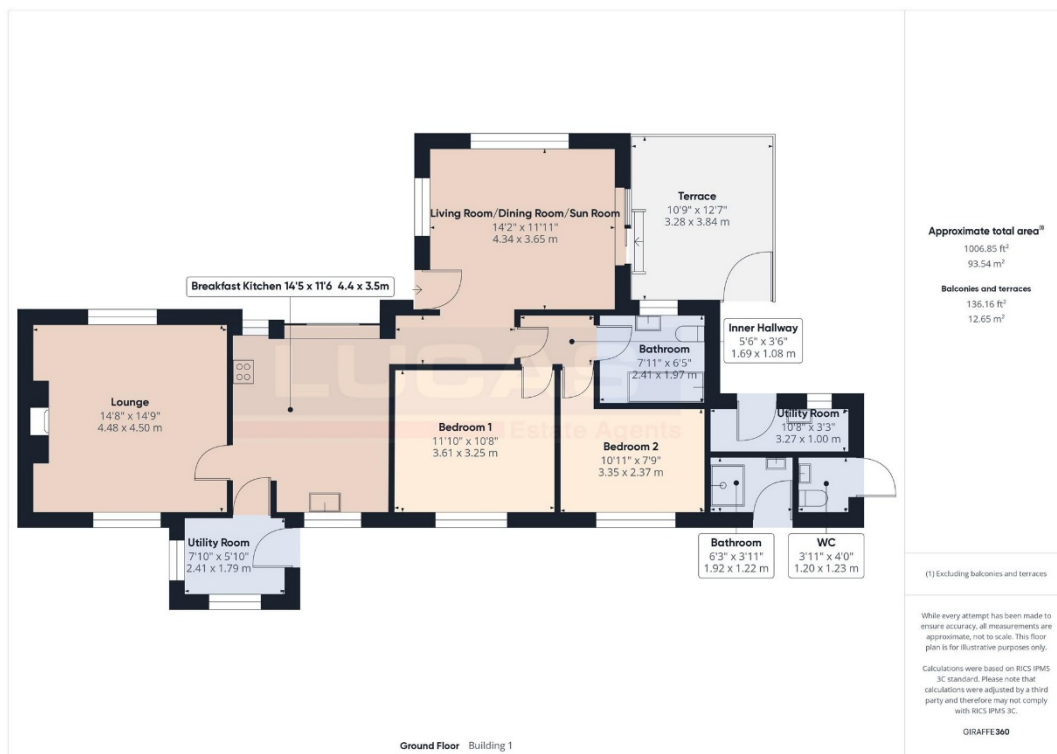 Living Room/Dining Room/Sun Room
14'2" x 11'11"
4.34 x 3.65 m
Terrace
10'9" x 12'7"
3.28 x 3.84 m
Breakfast Kitchen 14'5 x 11'6 4.4 x 3.5m
Inner Hallway
5'6" x 3'6"
1.69 x 1.08 m
Bathroom
7'11" x 6'5"
2.41 x 1.97 m
LUCAS
Estate Agents
Lounge
14'8" x 14'9"
4.48 x 4.50 m
Bedroom 1
11'10" x 10'8"
3.61 x 3.25 m
Bedroom 2
10'11" x 7'9"
3.35 x 2.37 m
Utility Room
10'8" x 3'3"
3.27 x 1.00 m
Utility Room
7'10" x 5'10"
2.41 x 1.79 m
Bathroom
6'3" x 3'11"
1.92 x 1.22 m
WC
3'11" x 4'0"
1.20 x 1.23 m
Ground Floor Building 1
Approximate total area(1)
1006.85 ft²
93.54 m²
Balconies and terraces
136.16 ft²
12.65 m²
(1) Excluding balconies and terraces
While every attempt has been made to
ensure accuracy, all measurements are
approximate, not to scale. This floor
plan is for illustrative purposes only.
Calculations were based on RICS IPMS
3C standard. Please note that
calculations were adjusted by a third
party and therefore may not comply
with RICS IPMS 3C.
GIRAFFE360